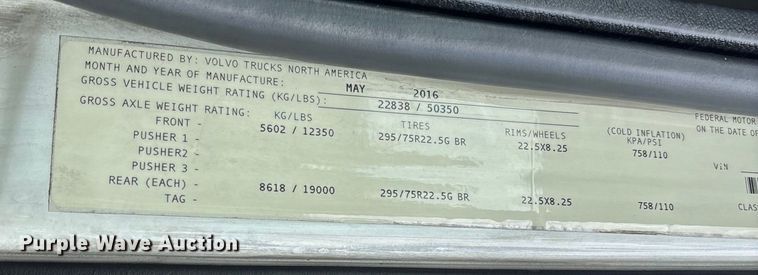 MANUFACTURED BY: VOLVO TRUCKS NORTH AMERICA
MONTH AND YEAR OF MANUFACTURE: MAY 2016
GROSS VEHICLE WEIGHT RATING (KG/LBS): 22838 / 50350
GROSS AXLE WEIGHT RATING: KG/LBS TIRES RIMS/WHEELS (COLD INFLATION) KPA/PSI
FEDERAL MOTOR
ON THE DATE OF
FRONT - 5602 / 12350 295/75R22.5G BR 22.5X8.25 758/110
PUSHER 1 -
PUSHER2 -
PUSHER 3 -
VIN
REAR (EACH) - 8618 / 19000 295/75R22.5G BR 22.5X8.25 758/110
TAG -
CLAS
Purple Wave Auction